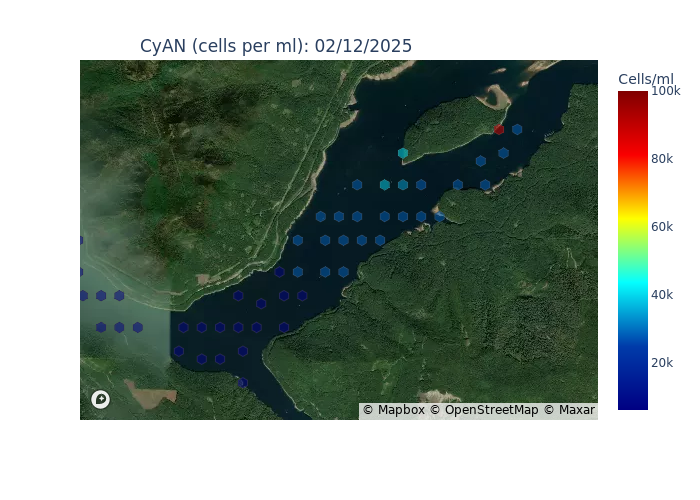 CyAN (cells per ml): 02/12/2025
Cells/ml
100k
80k
60k
40k
20k
© Mapbox © OpenStreetMap © Maxar